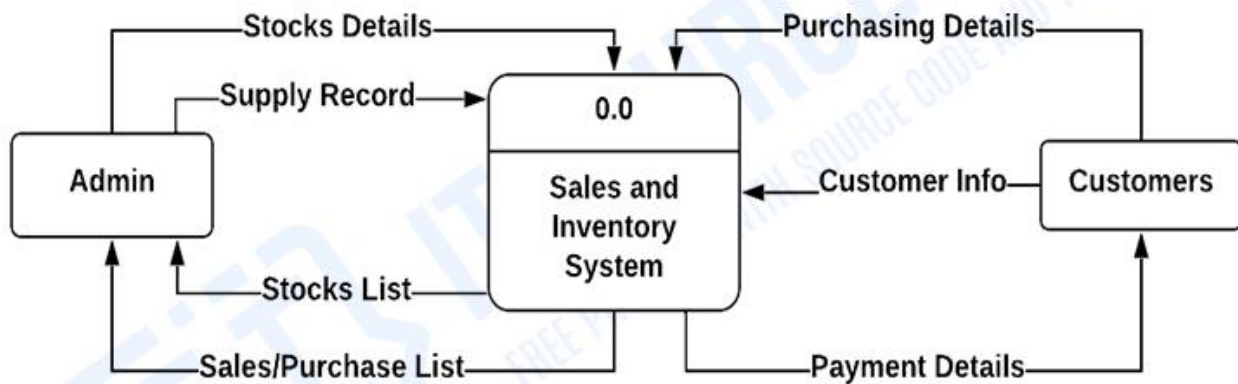 Stocks Details
Purchasing Details
Supply Record
0.0
Admin
Sales and
Inventory
System
Customer Info
Customers
Stocks List
Sales/Purchase List
Payment Details